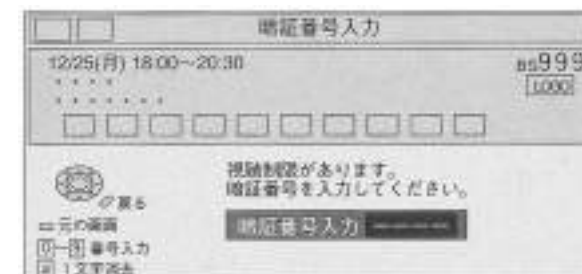 暗証番号入力
12/25(月) 18:00〜20:30
BS999
LOGO
視聴制限があります。
暗証番号を入力してください。
暗証番号入力 ----
戻る
元の画面
0〜9 番号入力
1文字消去